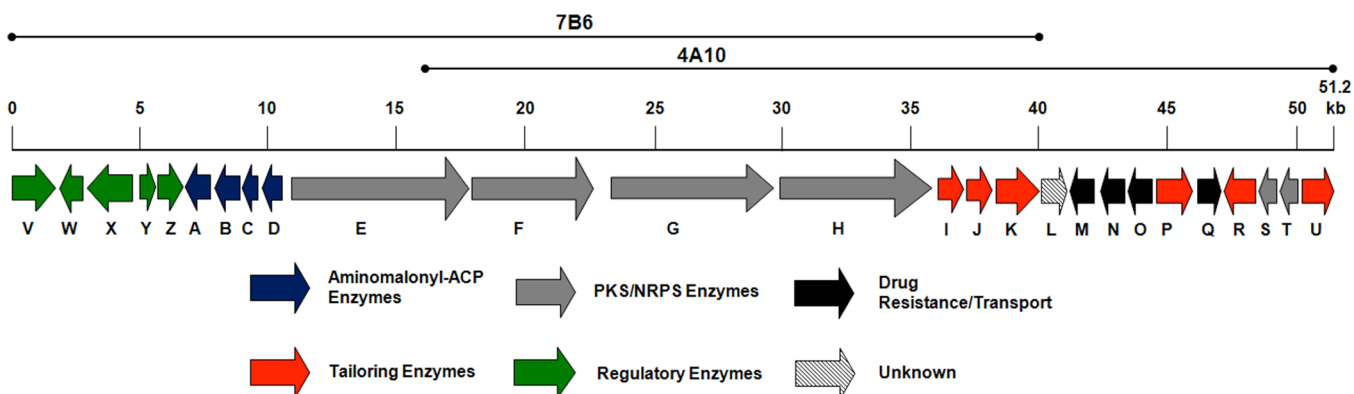 7B6
4A10
51.2
0 5 10 15 20 25 30 35 40 45 50 kb
V W X Y Z A B C D E F G H I J K L M N O P Q R S T U
Aminomalonyl-ACP
Enzymes
PKS/NRPS Enzymes
Drug
Resistance/Transport
Tailoring Enzymes
Regulatory Enzymes
Unknown